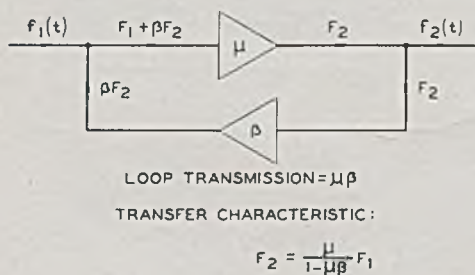 f₁(t) F₁+βF₂ μ F₂ f₂(t)
βF₂ β F₂
LOOP TRANSMISSION=μβ
TRANSFER CHARACTERISTIC:
F₂ = μ/(1-μβ) F₁